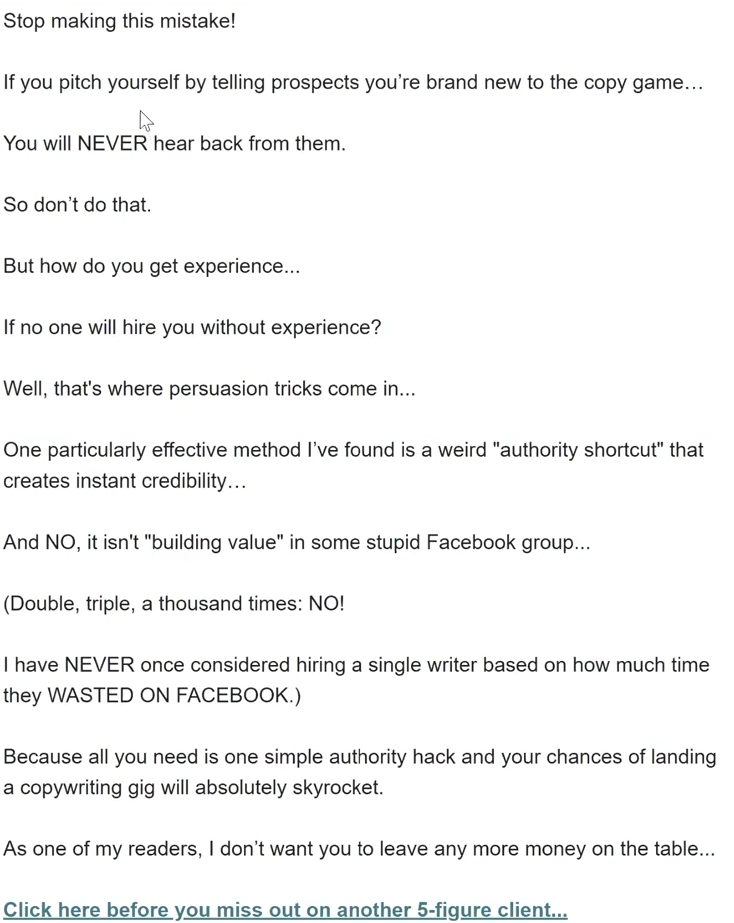 Stop making this mistake!
If you pitch yourself by telling prospects you’re brand new to the copy game…
You will NEVER hear back from them.
So don’t do that.
But how do you get experience...
If no one will hire you without experience?
Well, that's where persuasion tricks come in...
One particularly effective method I’ve found is a weird "authority shortcut" that
creates instant credibility…
And NO, it isn't "building value" in some stupid Facebook group...
(Double, triple, a thousand times: NO!
I have NEVER once considered hiring a single writer based on how much time
they WASTED ON FACEBOOK.)
Because all you need is one simple authority hack and your chances of landing
a copywriting gig will absolutely skyrocket.
As one of my readers, I don’t want you to leave any more money on the table...
Click here before you miss out on another 5-figure client...